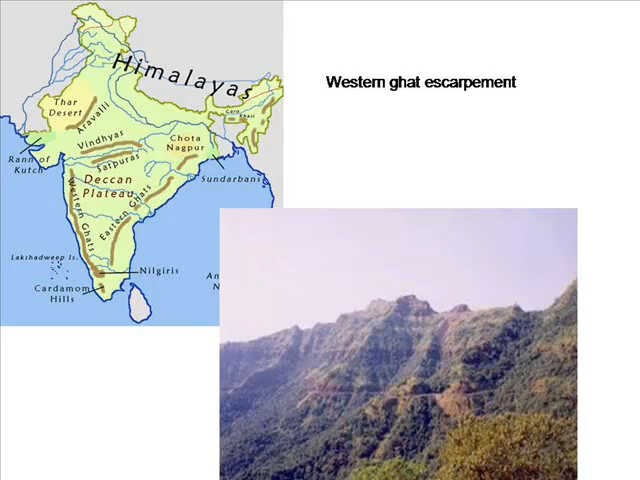 Himalayas
Western ghat escarpement
Thar
Desert
Aravalli
Garo
Khasi
Vindhyas
Chota
Nagpur
Satpuras
Rann of
Kutch
Deccan
Plateau
Sundarbans
Western Ghats
Eastern Ghats
Lakshadweep Is.
Nilgiris
An
N
Cardamom
Hills